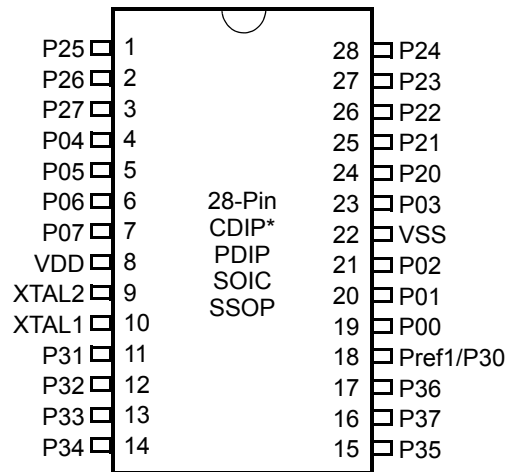 P25 1 28 P24
P26 2 27 P23
P27 3 26 P22
P04 4 25 P21
P05 5 24 P20
P06 6 28-Pin 23 P03
P07 7 CDIP* 22 VSS
VDD 8 PDIP 21 P02
XTAL2 9 SOIC 20 P01
XTAL1 10 SSOP 19 P00
P31 11 18 Pref1/P30
P32 12 17 P36
P33 13 16 P37
P34 14 15 P35